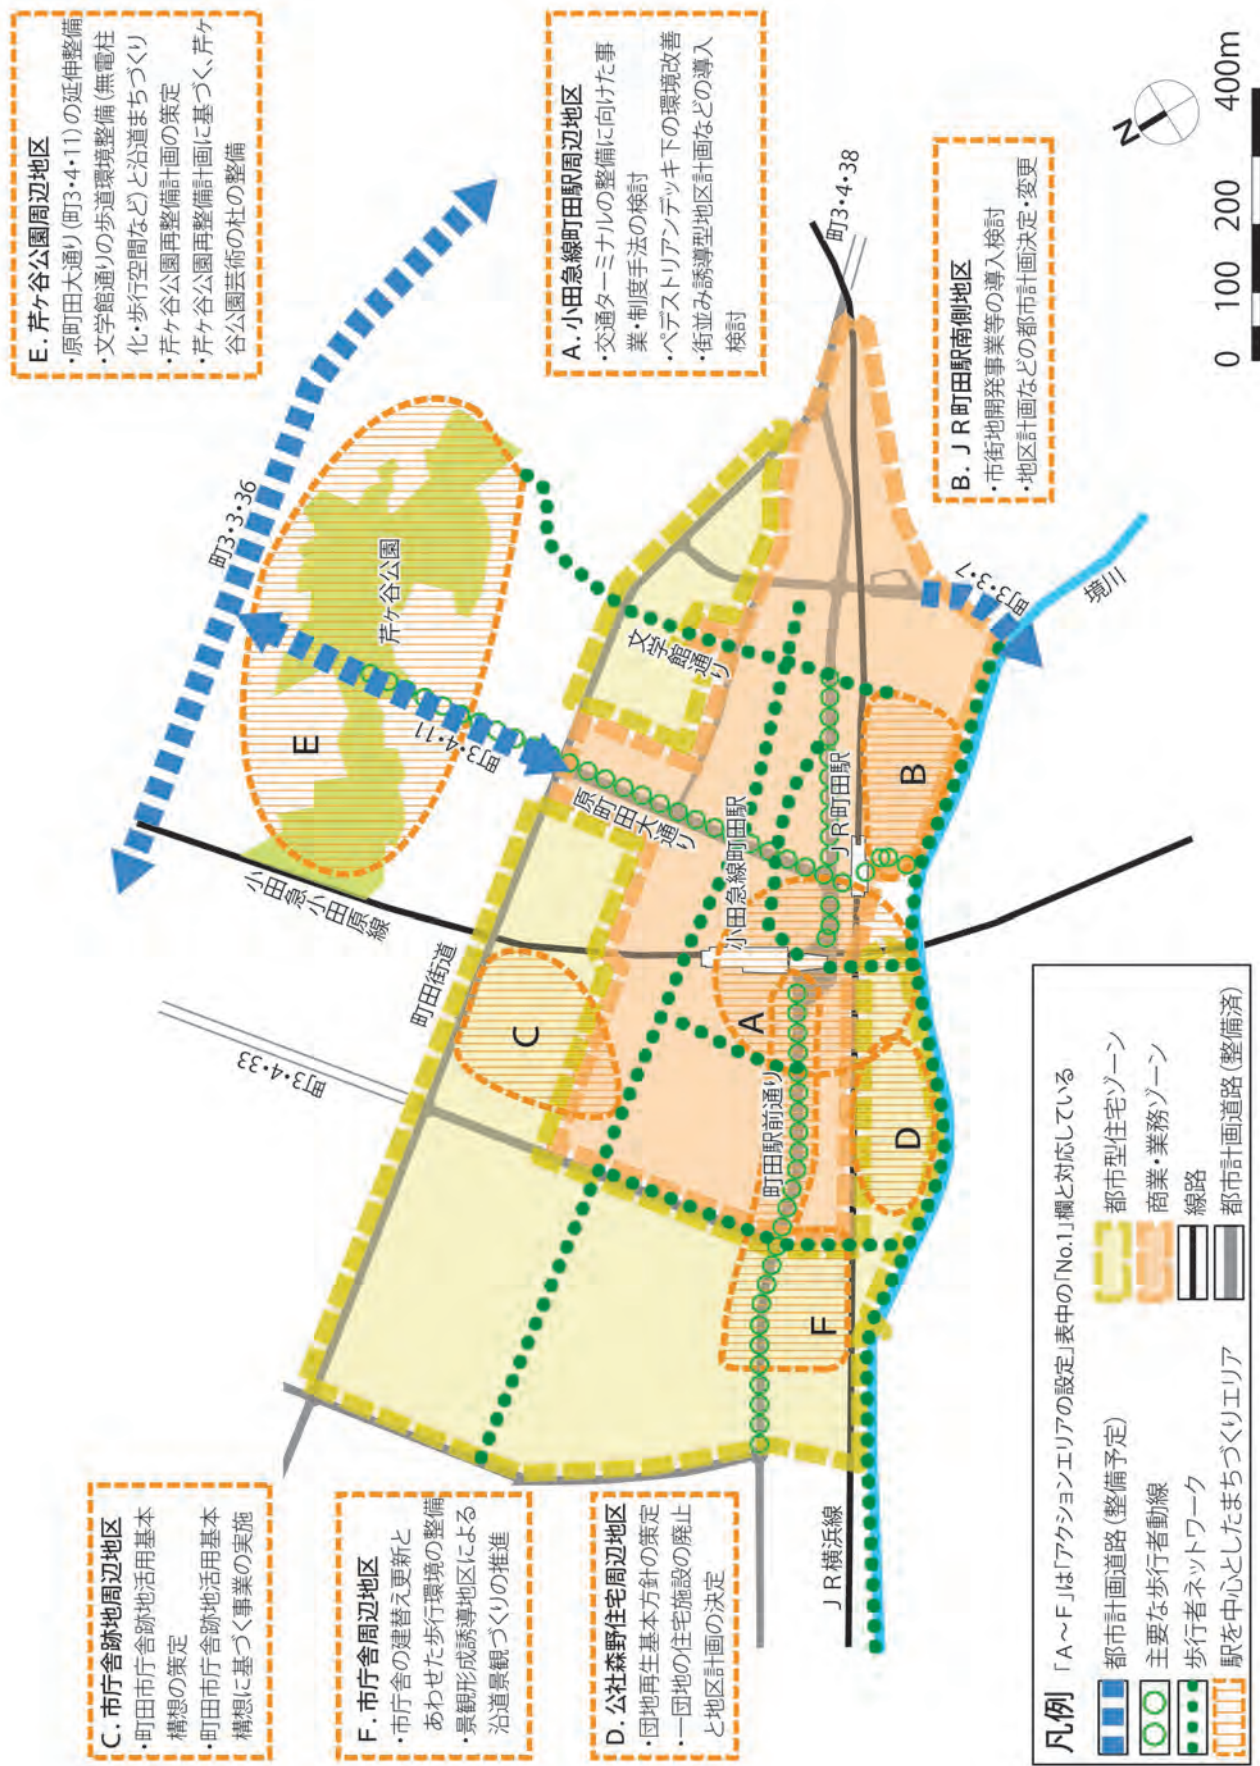 E. 芹ヶ谷公園周辺地区
・原町田大通り(町3・4・11)の延伸整備
・文学館通りの歩道環境整備(無電柱
化・歩行空間など)と沿道まちづくり
・芹ヶ谷公園再整備計画の策定
・芹ヶ谷公園再整備計画に基づく、芹ヶ
谷公園芸術の杜の整備
A. 小田急線町田駅周辺地区
・交通ターミナルの整備に向けた事
業・制度手法の検討
・ペデストリアンデッキ下の環境改善
・街並み誘導型地区計画などの導入
検討
B. JR町田駅南側地区
・市街地開発事業等の導入検討
・地区計画などの都市計画決定・変更
C. 市庁舎跡地周辺地区
・町田市庁舎跡地活用基本
構想の策定
・町田市庁舎跡地活用基本
構想に基づく事業の実施
F. 市庁舎周辺地区
・市庁舎の建替え更新と
あわせた歩行環境の整備
・景観形成誘導地区による
沿道景観づくりの推進
D. 公社森野住宅周辺地区
・団地再生基本方針の策定
・一団地の住宅施設の廃止
と地区計画の決定
町3・3・36
芹ヶ谷公園
E
町3・4・11
小田急小田原線
町田街道
町3・4・33
原町田大通り
文学館通り
C
小田急線町田駅
A
町田駅前通り
JR町田駅
B
D
F
町3・4・38
町3・3・7
境川
JR横浜線
N
0 100 200 400m
凡例 「A～F」は「アクションエリアの設定」表中の「No.1」欄と対応している
都市計画道路(整備予定)
主要な歩行者動線
歩行者ネットワーク
駅を中心としたまちづくりエリア
都市型住宅ゾーン
商業・業務ゾーン
線路
都市計画道路(整備済)